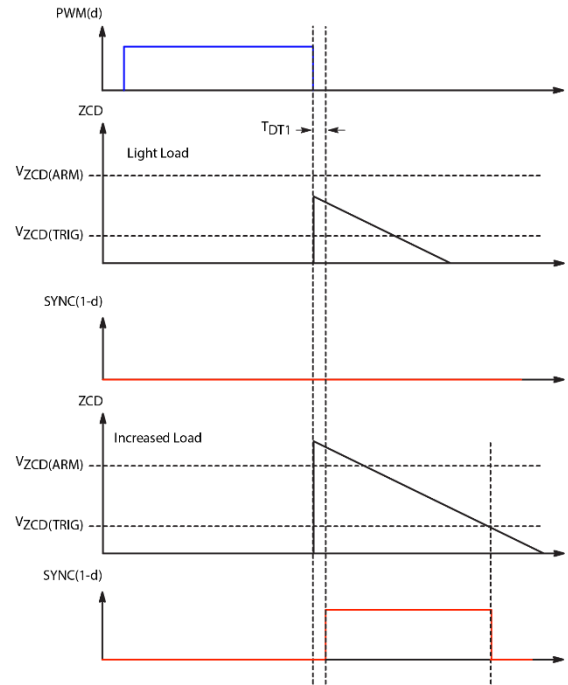 PWM(d)
ZCD
TDT1
Light Load
VZCD(ARM)
VZCD(TRIG)
SYNC(1-d)
ZCD
Increased Load
VZCD(ARM)
VZCD(TRIG)
SYNC(1-d)